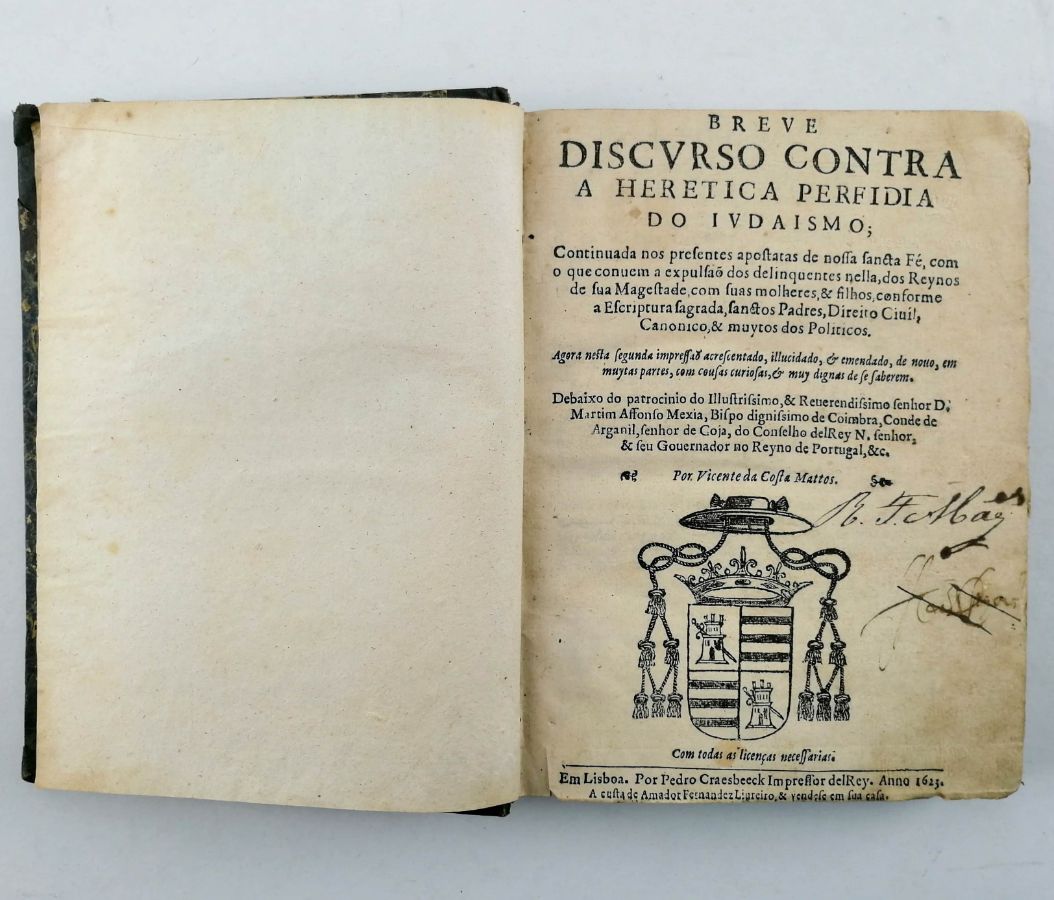 BREVE
DISCVRSO CONTRA
A HERETICA PERFIDIA
DO IVDAISMO;
Continuada nos preſentes apoſtatas de noſſa ſancta Fé, com
o que conuem a expulſaõ dos delinquentes nella, dos Reynos
de ſua Mageſtade, com ſuas molheres, & filhos, conforme
a Eſcriptura ſagrada, ſanctos Padres, Direito Ciuil,
Canonico, & muytos dos Politicos.
Agora neſta ſegunda impreſſaõ acreſcentado, illucidado, & emendado, de nouo, em
muytas partes, com couſas curioſas, & muy dignas de ſe ſaberem.
Debaixo do patrocinio do Illuſtriſsimo, & Reuerendiſsimo ſenhor D.
Martim Affonſo Mexia, Biſpo digniſsimo de Coimbra, Conde de
Arganil, ſenhor de Coja, do Conſelho delRey N. ſenhor,
& ſeu Gouernador no Reyno de Portugal, &c.
Por Vicente da Coſta Mattos.
Com todas as licenças neceſſarias.
Em Lisboa. Por Pedro Craesbeeck Impreſſor delRey. Anno 1623.
A cuſta de Amador Fernandez Ligreiro, & vendeſe em ſua caſa.